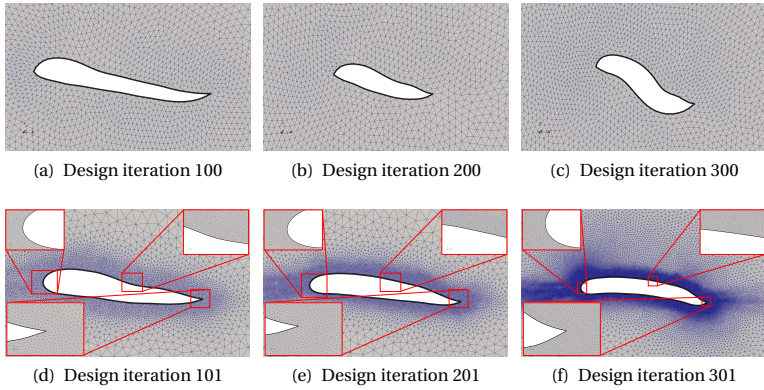 (a) Design iteration 100
(b) Design iteration 200
(c) Design iteration 300
(d) Design iteration 101
(e) Design iteration 201
(f) Design iteration 301